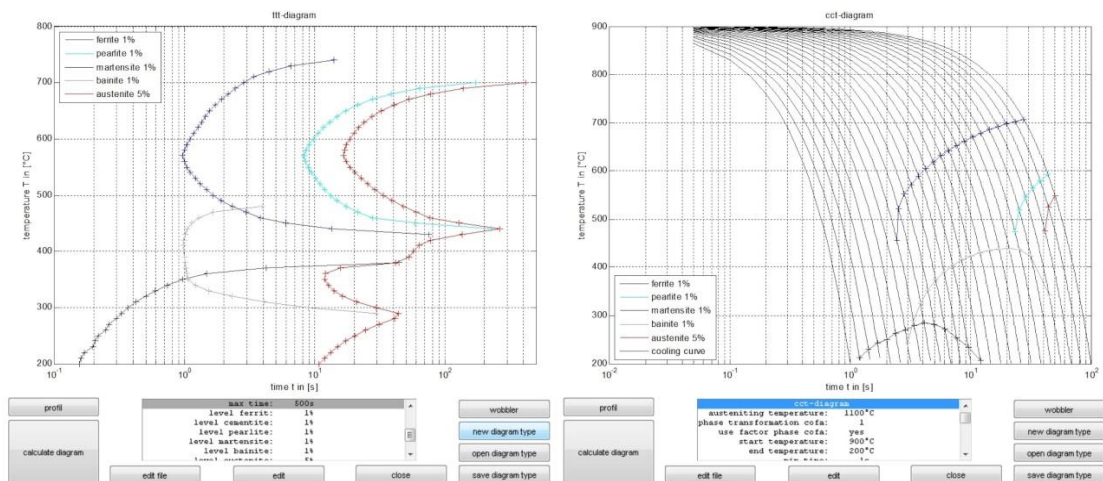 ttt-diagram
800
700
600
500
400
300
200
temperature T in [°C]
10-1
100
101
102
time t in [s]
ferrite 1%
pearlite 1%
martensite 1%
bainite 1%
austenite 5%
profil
calculate diagram
max time: 500s
level ferrit: 1%
level cementite: 1%
level pearlite: 1%
level martensite: 1%
level bainite: 1%
level austenite: 5%
edit file
edit
close
wobbler
new diagram type
open diagram type
save diagram type
cct-diagram
900
800
700
600
500
400
300
200
temperature T in [°C]
10-2
10-1
100
101
102
time t in [s]
ferrite 1%
pearlite 1%
martensite 1%
bainite 1%
austenite 5%
cooling curve
profil
calculate diagram
cct-diagram
austeniting temperature: 1100°C
phase transformation cofa: 1
use factor phase cofa: yes
start temperature: 900°C
end temperature: 200°C
min time: 1s
edit file
edit
close
wobbler
new diagram type
open diagram type
save diagram type